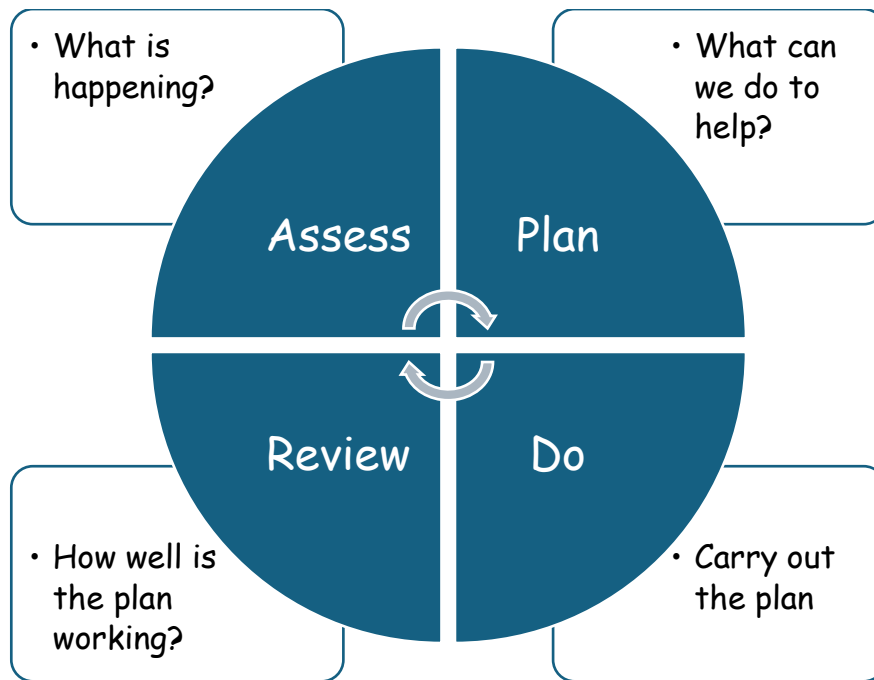 • What is
happening?
• What can
we do to
help?
Assess
Plan
Review
Do
• How well is
the plan
working?
• Carry out
the plan